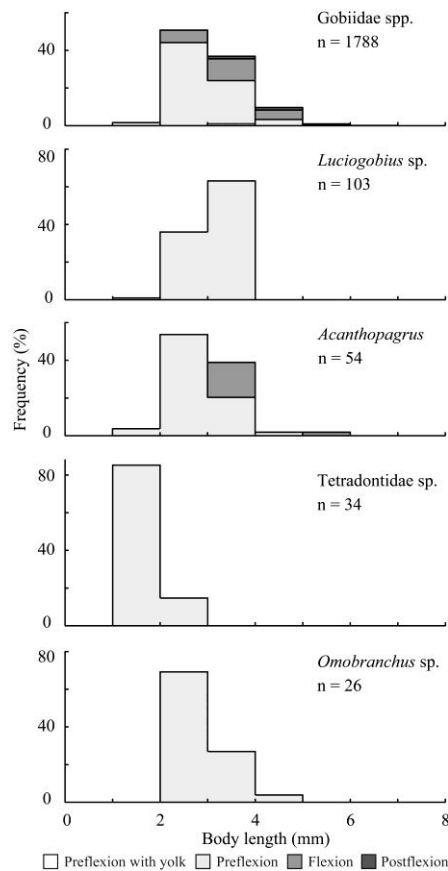 Gobiidae spp.
n = 1788
40
0
80
Luciogobius sp.
n = 103
40
0
Acanthopagrus
n = 54
40
0
Frequency (%)
Tetradontidae sp.
n = 34
80
40
0
80
Omobranchus sp.
n = 26
40
0
0 2 4 6 8
Body length (mm)
Preflexion with yolk Preflexion Flexion Postflexion